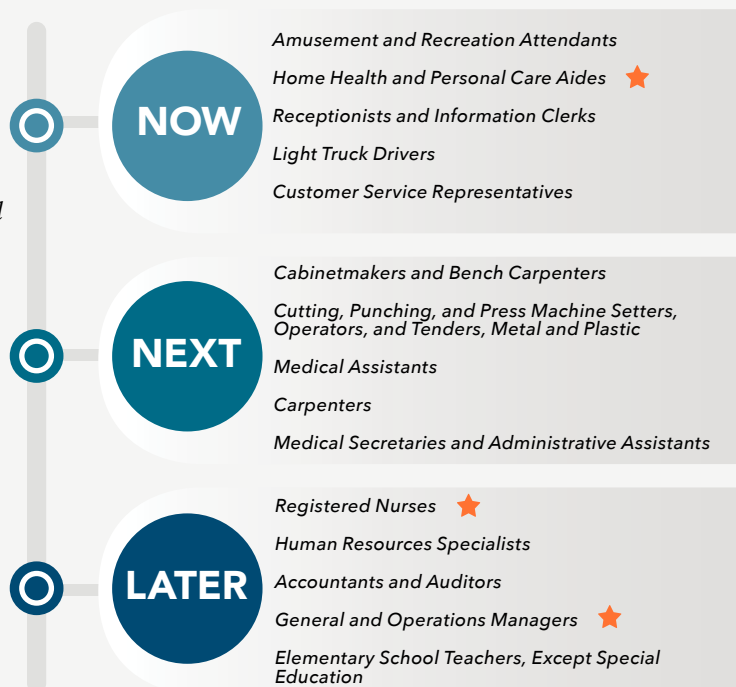 NOW
Amusement and Recreation Attendants
Home Health and Personal Care Aides
Receptionists and Information Clerks
Light Truck Drivers
Customer Service Representatives
NEXT
Cabinetmakers and Bench Carpenters
Cutting, Punching, and Press Machine Setters,
Operators, and Tenders, Metal and Plastic
Medical Assistants
Carpenters
Medical Secretaries and Administrative Assistants
LATER
Registered Nurses
Human Resources Specialists
Accountants and Auditors
General and Operations Managers
Elementary School Teachers, Except Special
Education